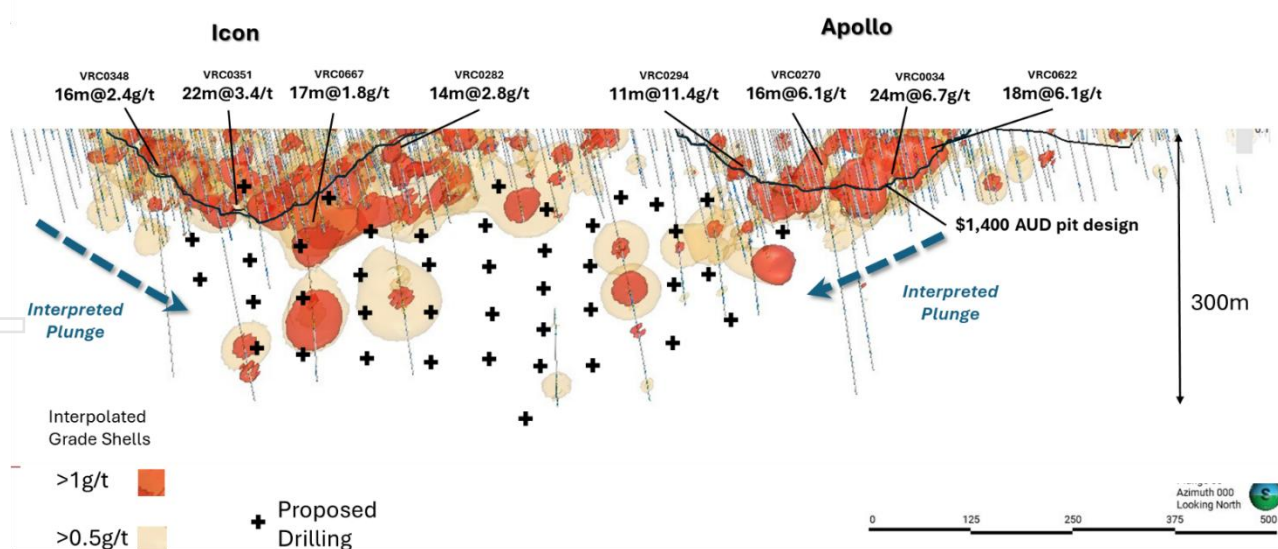 Icon
Apollo
VRC0348
16m@2.4g/t
VRC0351
22m@3.4/t
VRC0667
17m@1.8g/t
VRC0282
14m@2.8g/t
VRC0294
11m@11.4g/t
VRC0270
16m@6.1g/t
VRC0034
24m@6.7g/t
VRC0622
18m@6.1g/t
$1,400 AUD pit design
Interpreted
Plunge
Interpreted
Plunge
300m
Interpolated
Grade Shells
>1g/t
>0.5g/t
Proposed
Drilling
Azimuth 000
Looking North
S
0 125 250 375 500